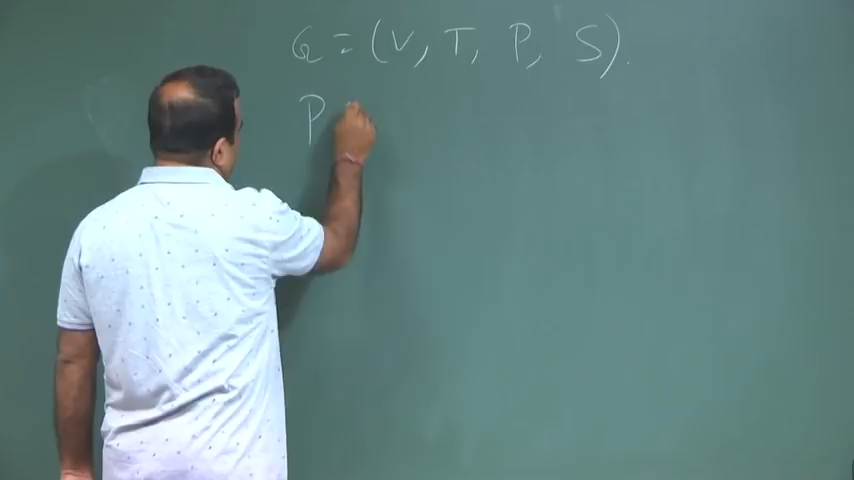 G = (V, T, P, S).
P